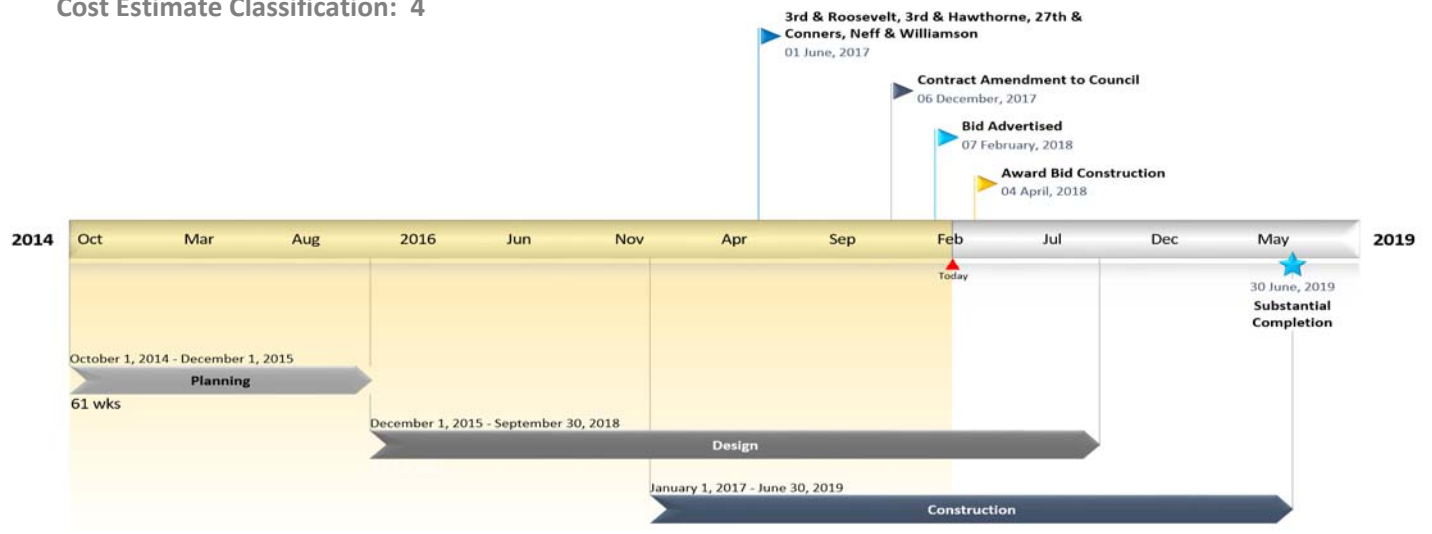 Cost Estimate Classification: 4
3rd & Roosevelt, 3rd & Hawthorne, 27th &
Conners, Neff & Williamson
01 June, 2017
Contract Amendment to Council
06 December, 2017
Bid Advertised
07 February, 2018
Award Bid Construction
04 April, 2018
2014 Oct Mar Aug 2016 Jun Nov Apr Sep Feb Jul Dec May 2019
Today
30 June, 2019
Substantial
Completion
October 1, 2014 - December 1, 2015
Planning
61 wks
December 1, 2015 - September 30, 2018
Design
January 1, 2017 - June 30, 2019
Construction